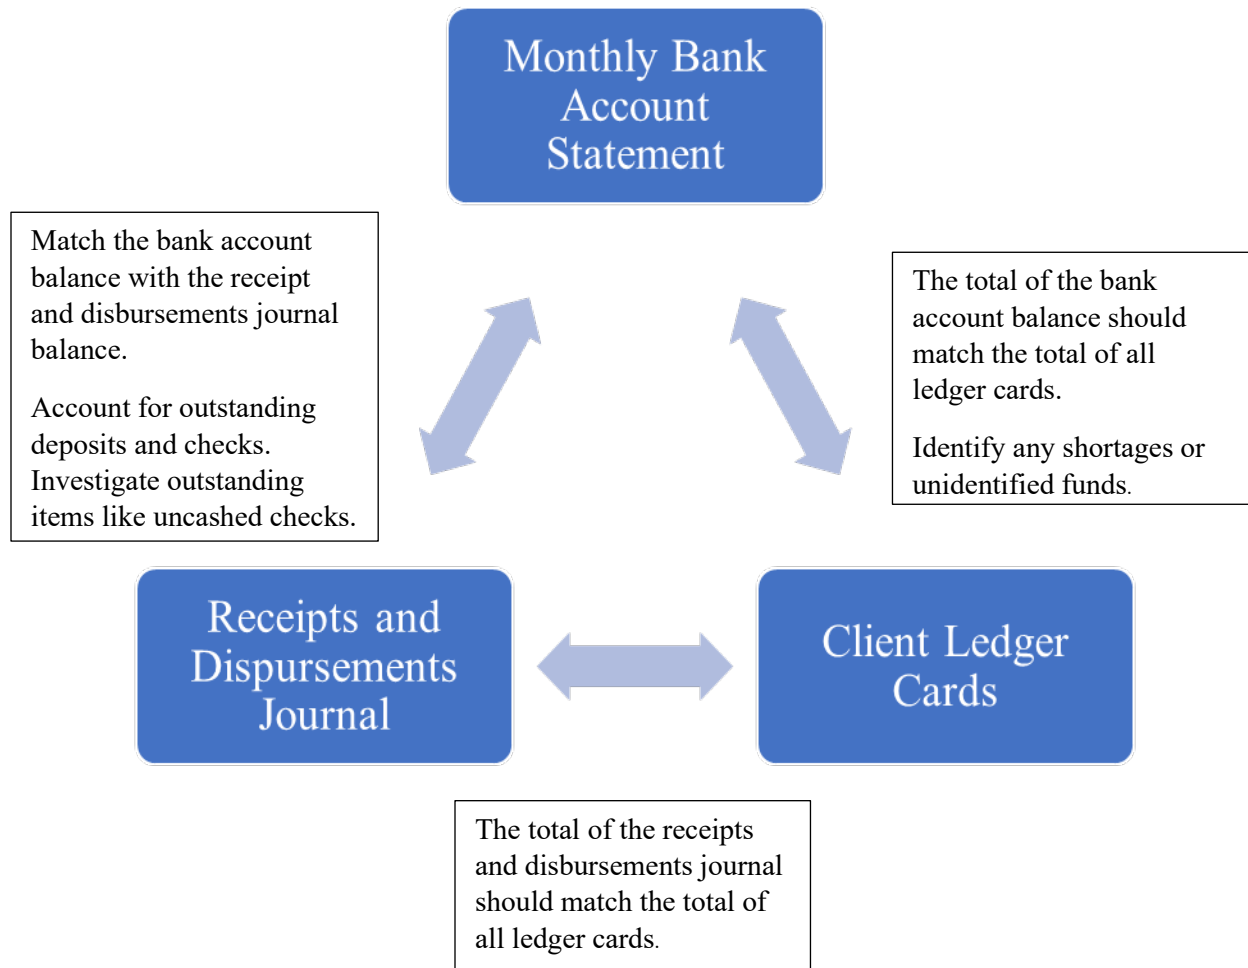 Monthly Bank
Account
Statement
Match the bank account
balance with the receipt
and disbursements journal
balance.
Account for outstanding
deposits and checks.
Investigate outstanding
items like uncashed checks.
The total of the bank
account balance should
match the total of all
ledger cards.
Identify any shortages or
unidentified funds.
Receipts and
Dispursements
Journal
Client Ledger
Cards
The total of the receipts
and disbursements journal
should match the total of
all ledger cards.